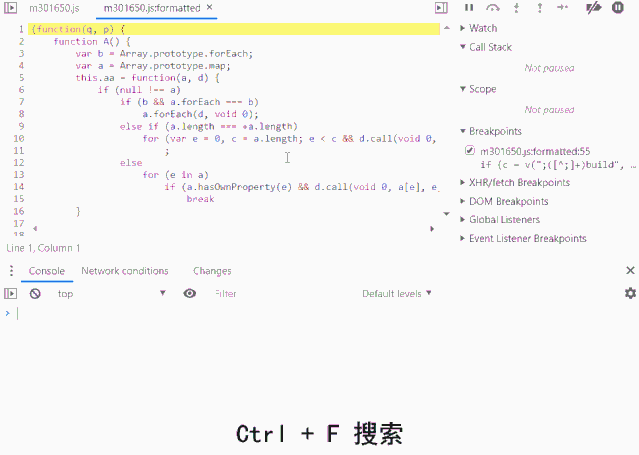 m301650.js m301650.js:formatted ×
1 (function(q, p) {
2 function A() {
3 var b = Array.prototype.forEach;
4 var a = Array.prototype.map;
5 this.aa = function(a, d) {
6 if (null !== a)
7 if (b && a.forEach === b)
8 a.forEach(d, void 0);
9 else if (a.length === +a.length)
10 for (var e = 0, c = a.length; e < c && d.call(void 0,
11 ;
12 else
13 for (e in a)
14 if (a.hasOwnProperty(e) && d.call(void 0, a[e], e
15 break
16 }
17
18
Line 1, Column 1
Watch
Call Stack
Not paused
Scope
Not paused
Breakpoints
m301650.js:formatted:55
if (c = v(";([^;]+)build", …
XHR/fetch Breakpoints
DOM Breakpoints
Global Listeners
Event Listener Breakpoints
Console Network conditions Changes ×
top Filter Default levels
Ctrl + F 搜索